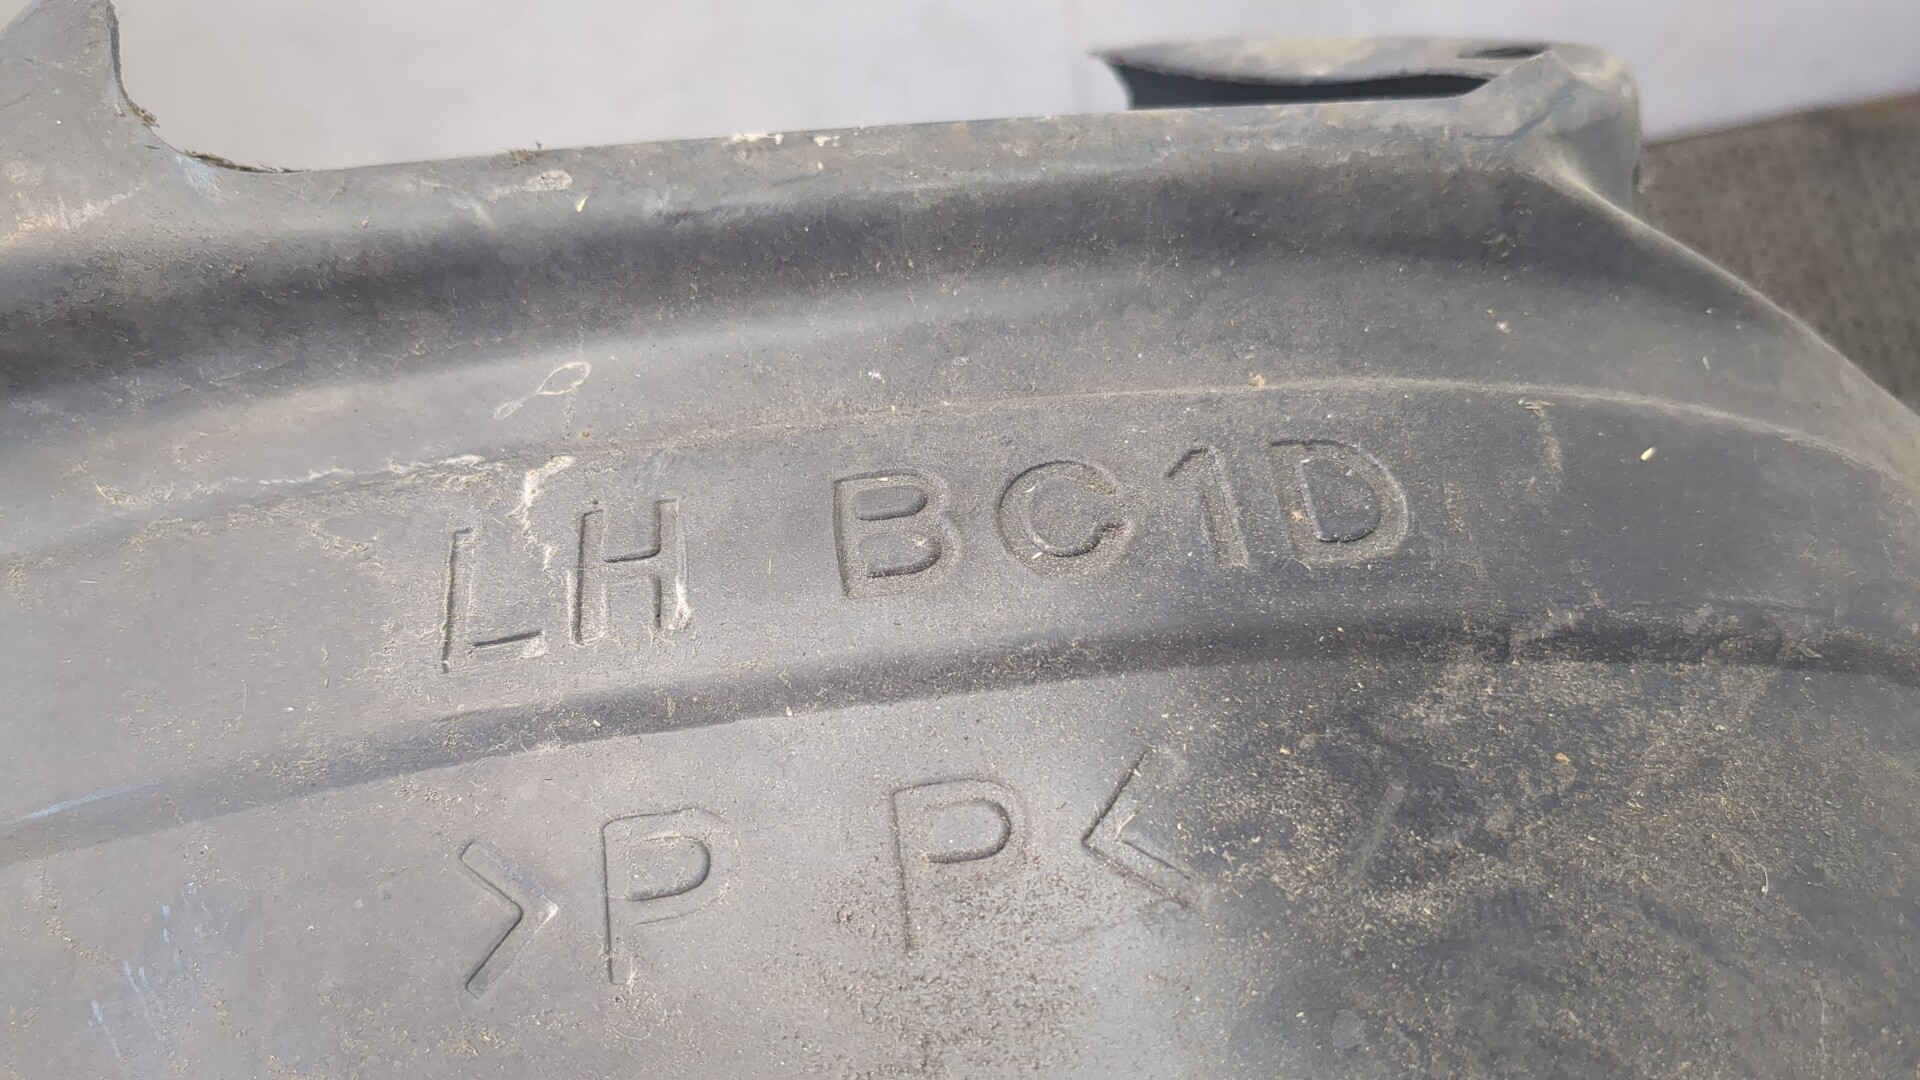 LH BC1D
>P P<